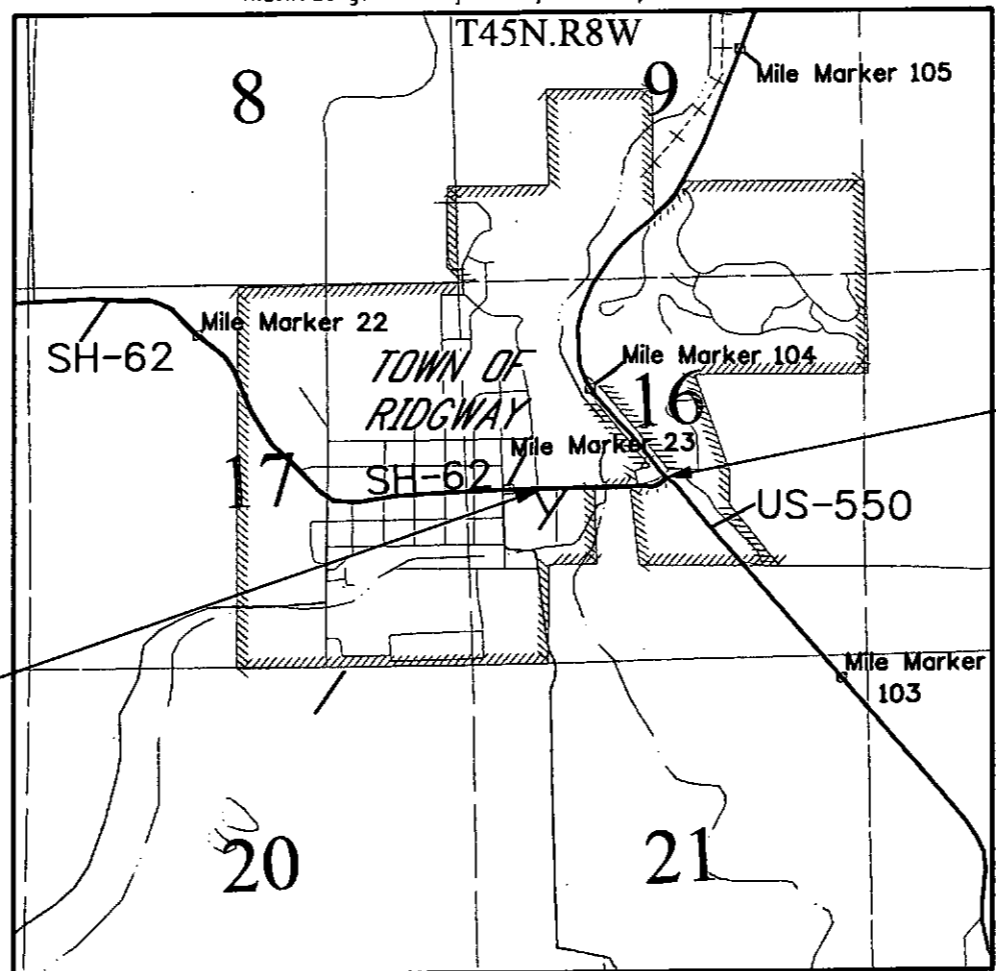 T45N.R8W
8
9
Mile Marker 105
Mile Marker 22
SH-62
TOWN OF
RIDGWAY
Mile Marker 104
16
Mile Marker 23
17
SH-62
US-550
Mile Marker
103
20
21